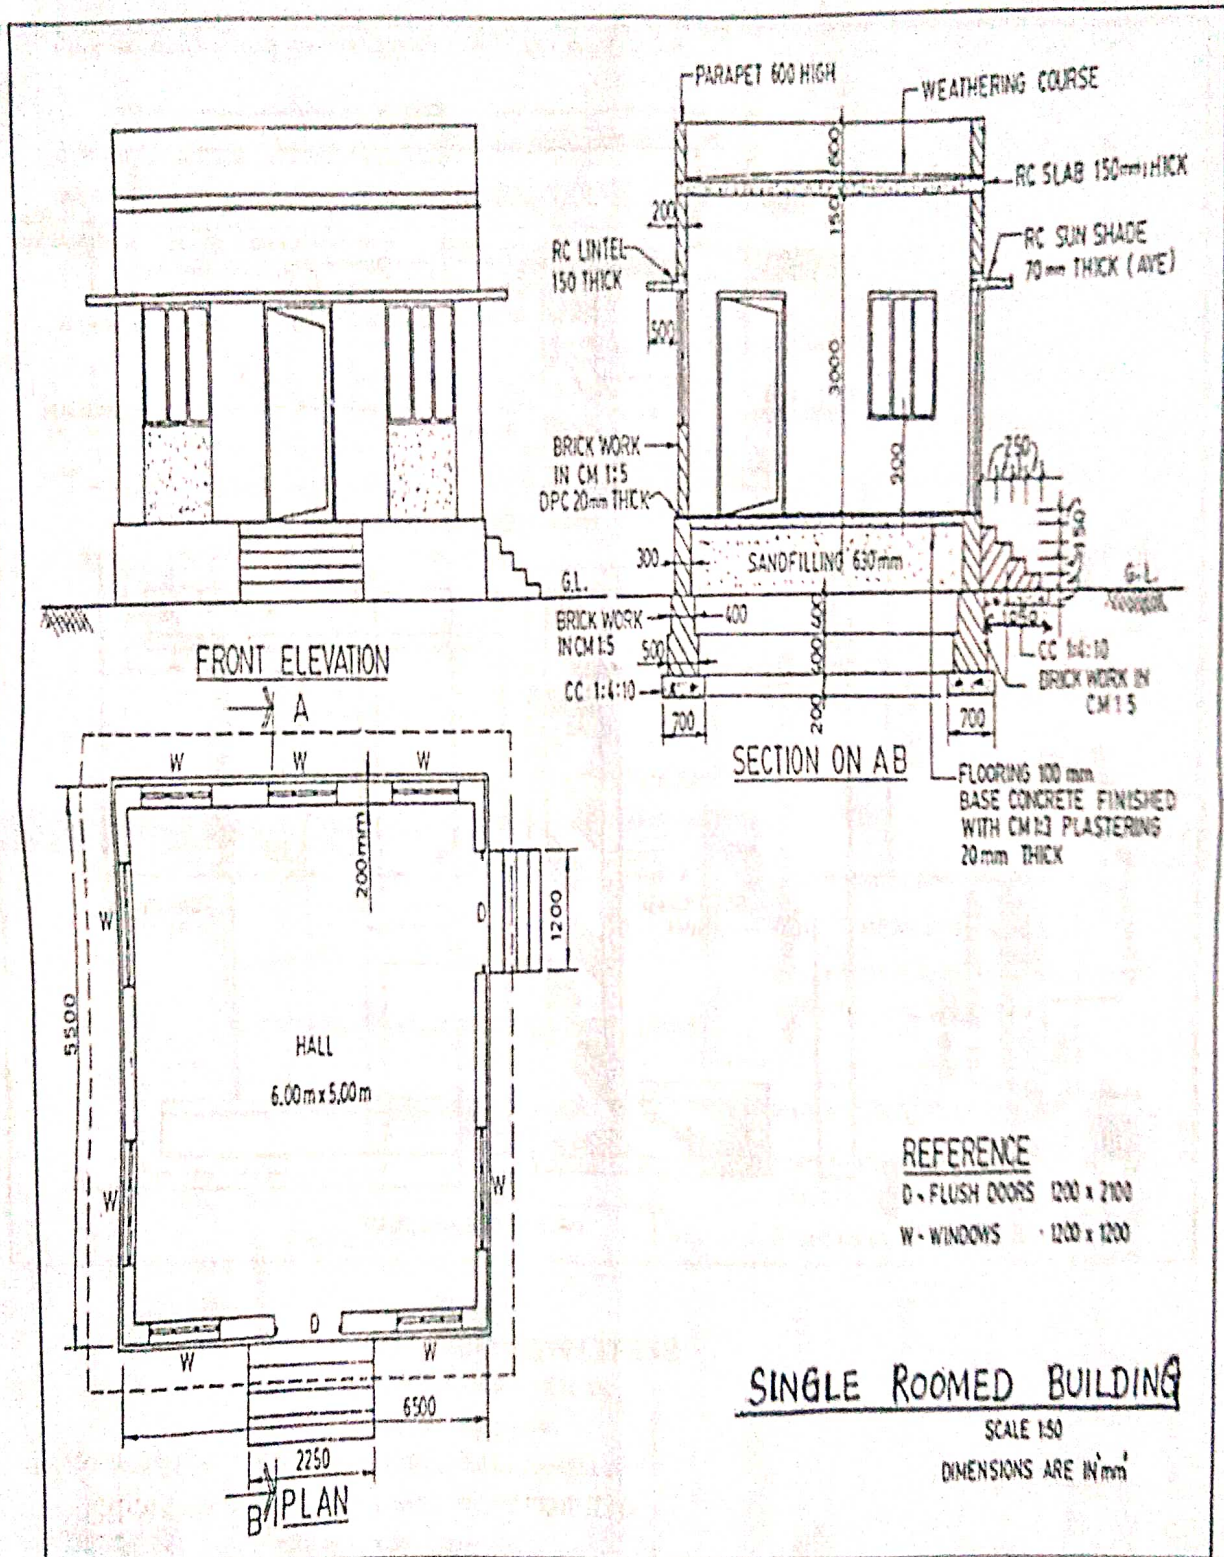 PARAPET 600 HIGH
WEATHERING COURSE
600
RC SLAB 150mm THICK
200
150
RC LINTEL
150 THICK
RC SUN SHADE
70mm THICK (AVE)
500
3000
BRICK WORK
IN CM 1:5
DPC 20mm THICK
200
250
150
300
SANDFILLING 630mm
G.L.
G.L.
BRICK WORK
IN CM 1:5
400
400
500
400
CC 1:4:10
CC 1:4:10
BRICK WORK IN
CM 1:5
700
200
700
FRONT ELEVATION
SECTION ON AB
FLOORING 100 mm
BASE CONCRETE FINISHED
WITH CM 1:3 PLASTERING
20mm THICK
A
W
W
W
200mm
W
D
1200
5500
HALL
6.00m x 5.00m
W
W
D
W
W
6500
2250
B
PLAN
REFERENCE
D - FLUSH DOORS 1200 x 2100
W - WINDOWS - 1200 x 1200
SINGLE ROOMED BUILDING
SCALE 1:50
DIMENSIONS ARE IN 'mm'